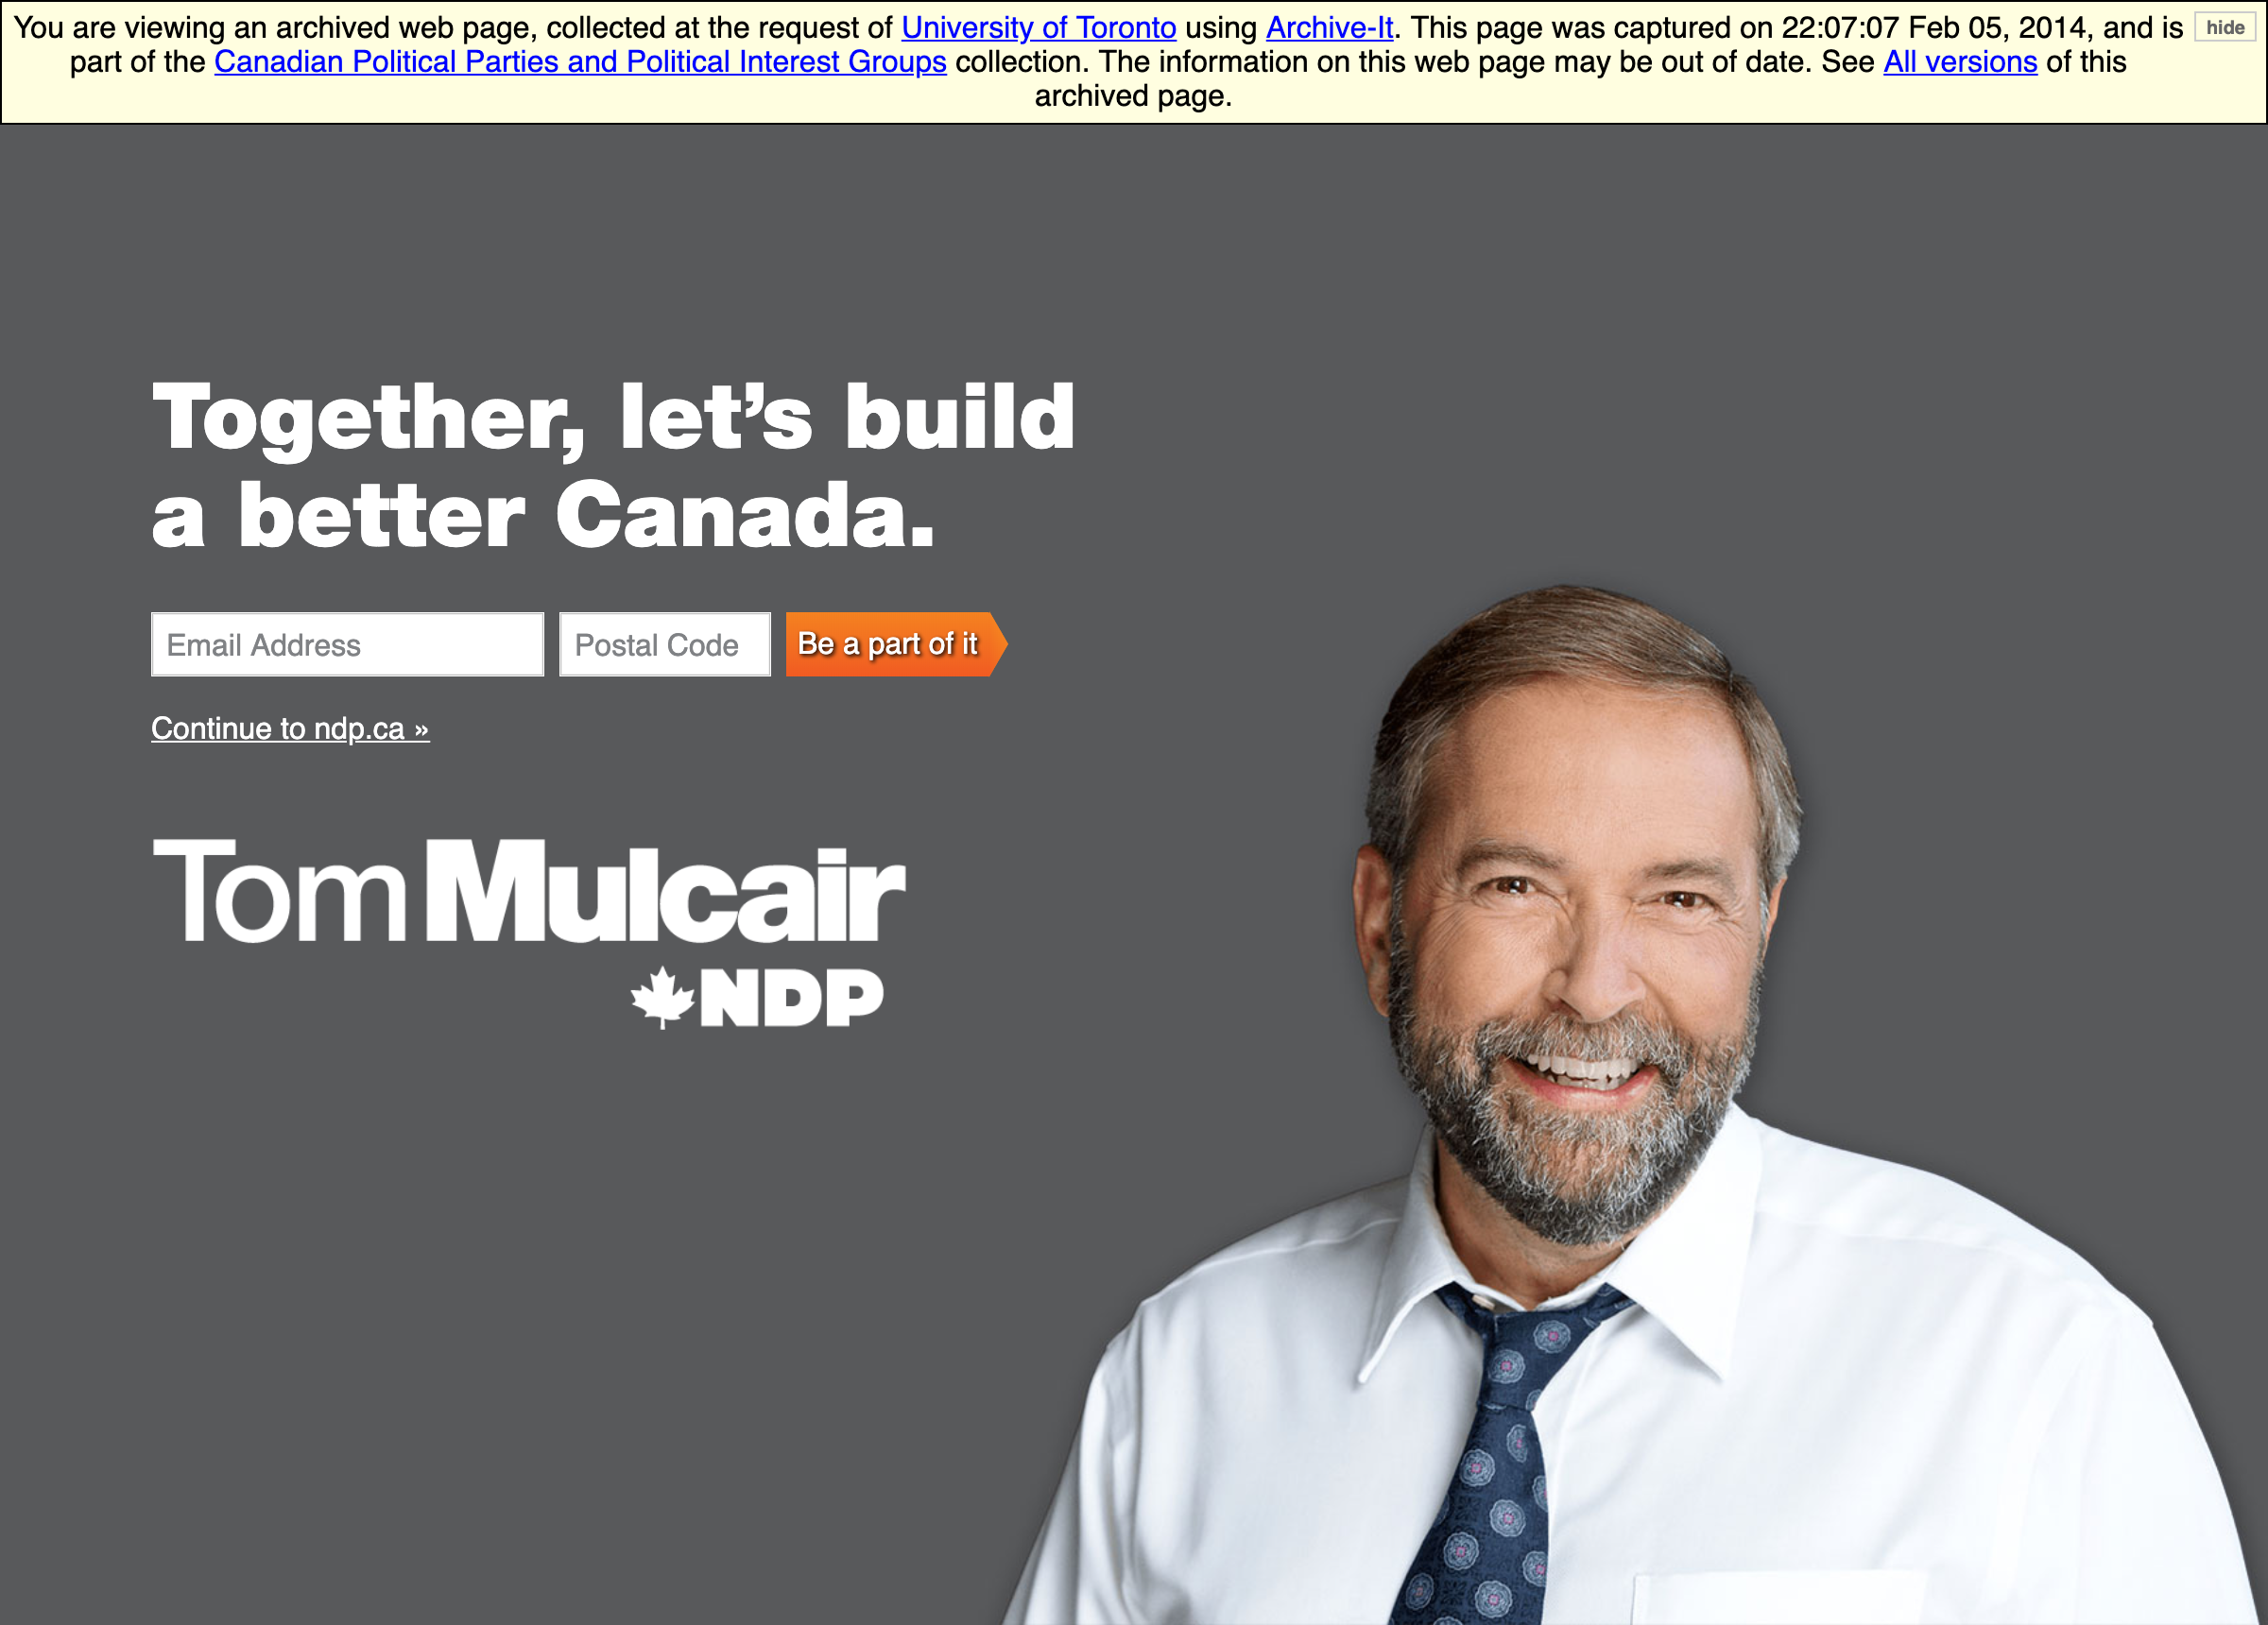 You are viewing an archived web page, collected at the request of University of Toronto using Archive-It. This page was captured on 22:07:07 Feb 05, 2014, and is
hide
part of the Canadian Political Parties and Political Interest Groups collection. The information on this web page may be out of date. See All versions of this
archived page.
Together, let’s build
a better Canada.
Email Address
Postal Code
Be a part of it
Continue to ndp.ca »
Tom Mulcair
NDP